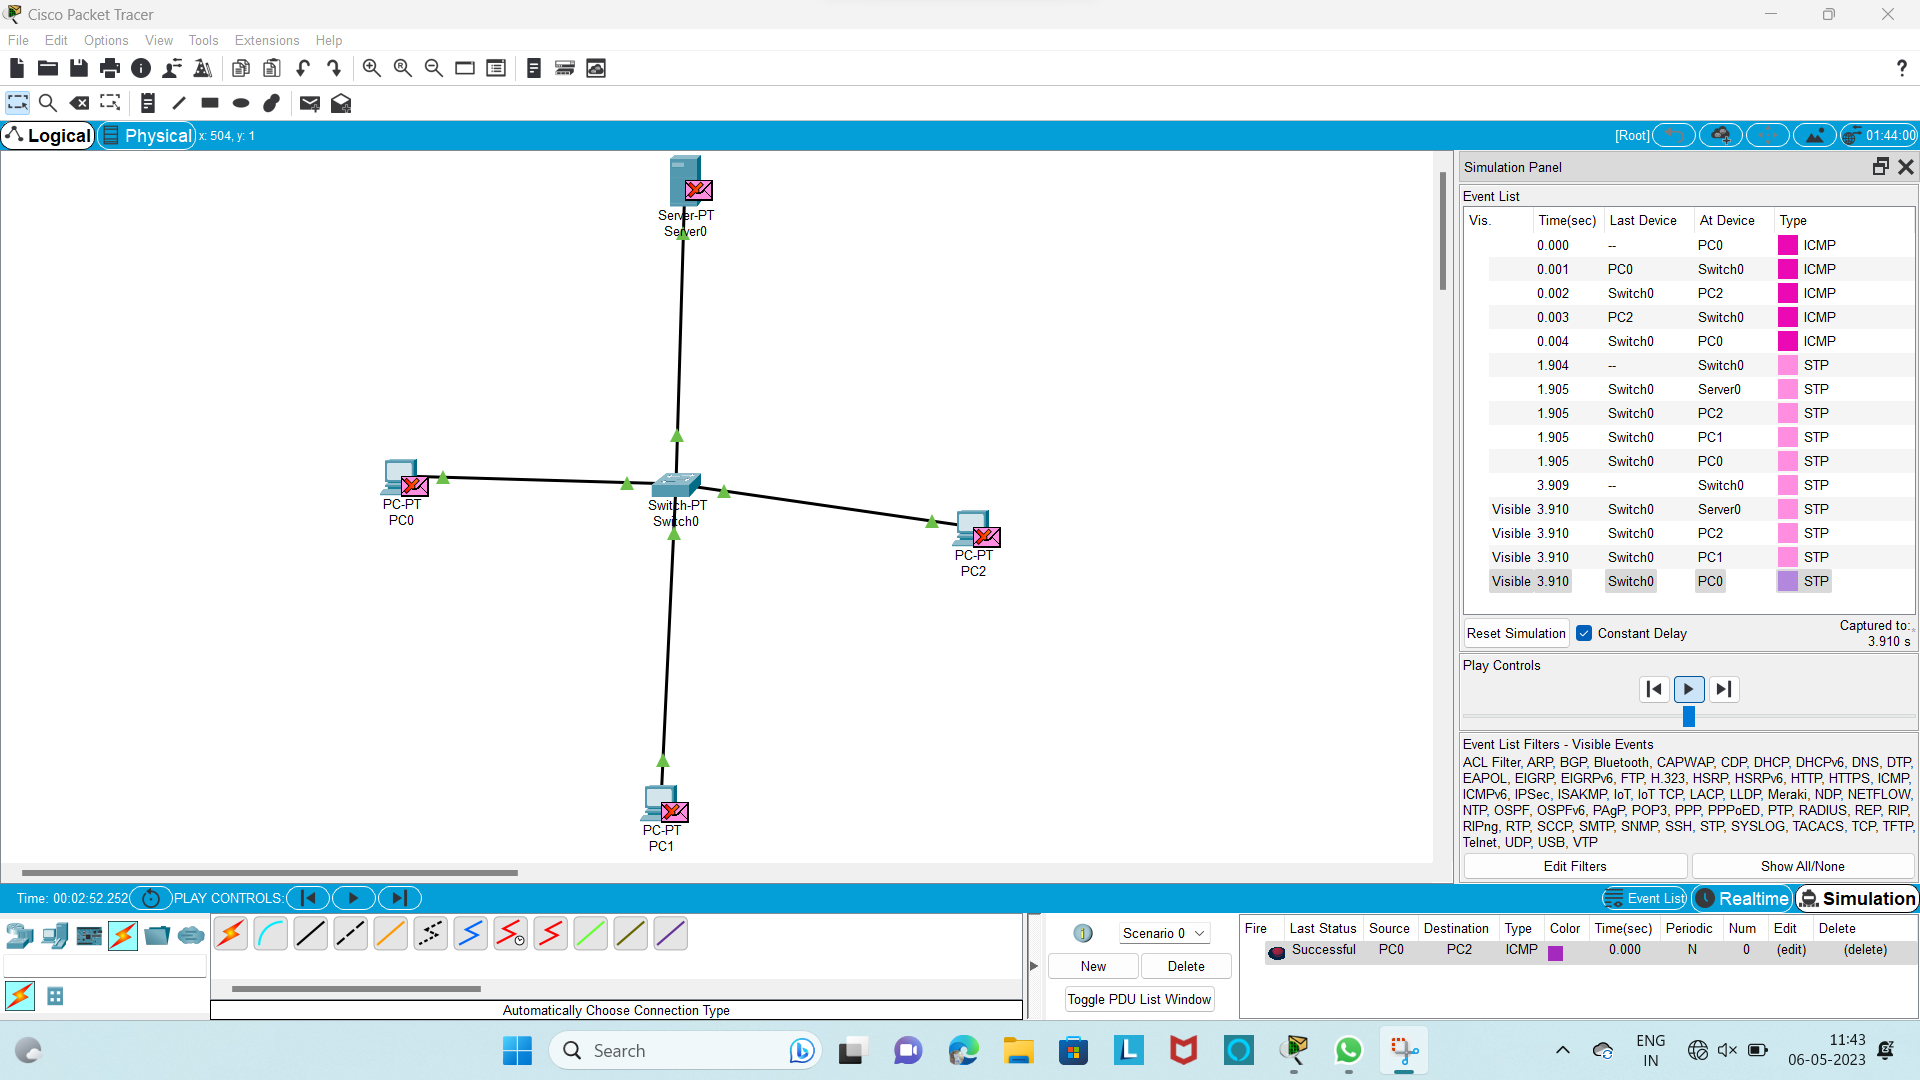 Cisco Packet Tracer
File Edit Options View Tools Extensions Help
?
Logical Physical x: 504, y: 1 [Root] 01:44:00
Server-PT
Server0
PC-PT
PC0
Switch-PT
Switch0
PC-PT
PC2
PC-PT
PC1
Simulation Panel
Event List
Vis. Time(sec) Last Device At Device Type
0.000 -- PC0 ICMP
0.001 PC0 Switch0 ICMP
0.002 Switch0 PC2 ICMP
0.003 PC2 Switch0 ICMP
0.004 Switch0 PC0 ICMP
1.904 -- Switch0 STP
1.905 Switch0 Server0 STP
1.905 Switch0 PC2 STP
1.905 Switch0 PC1 STP
1.905 Switch0 PC0 STP
3.909 -- Switch0 STP
Visible 3.910 Switch0 Server0 STP
Visible 3.910 Switch0 PC2 STP
Visible 3.910 Switch0 PC1 STP
Visible 3.910 Switch0 PC0 STP
Reset Simulation Constant Delay Captured to:
3.910 s
Play Controls
Event List Filters - Visible Events
ACL Filter, ARP, BGP, Bluetooth, CAPWAP, CDP, DHCP, DHCPv6, DNS, DTP,
EAPOL, EIGRP, EIGRPv6, FTP, H.323, HSRP, HSRPv6, HTTP, HTTPS, ICMP,
ICMPv6, IPSec, ISAKMP, IoT, IoT TCP, LACP, LLDP, Meraki, NDP, NETFLOW,
NTP, OSPF, OSPFv6, PAgP, POP3, PPP, PPPoED, PTP, RADIUS, REP, RIP,
RIPng, RTP, SCCP, SMTP, SNMP, SSH, STP, SYSLOG, TACACS, TCP, TFTP,
Telnet, UDP, USB, VTP
Edit Filters Show All/None
Time: 00:02:52.252 PLAY CONTROLS: Event List Realtime Simulation
Automatically Choose Connection Type
Scenario 0
New Delete
Toggle PDU List Window
Fire Last Status Source Destination Type Color Time(sec) Periodic Num Edit Delete
Successful PC0 PC2 ICMP 0.000 N 0 (edit) (delete)
Search
ENG
IN
11:43
06-05-2023